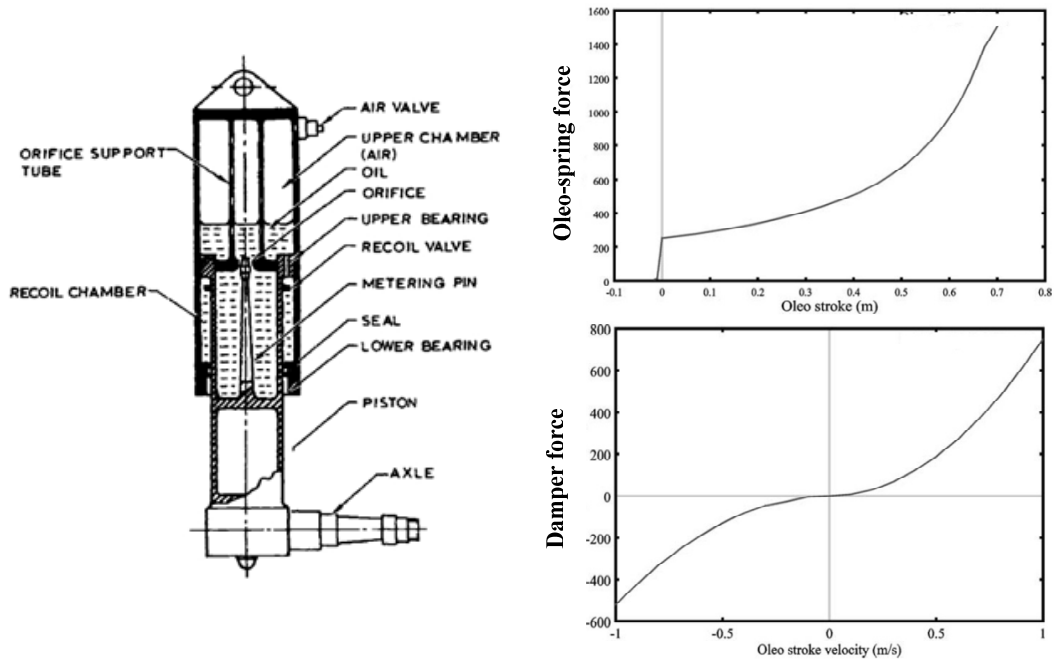 AIR VALVE
UPPER CHAMBER
(AIR)
OIL
ORIFICE
UPPER BEARING
RECOIL VALVE
METERING PIN
SEAL
LOWER BEARING
PISTON
AXLE
ORIFICE SUPPORT
TUBE
RECOIL CHAMBER
Oleo-spring force
1600
1400
1200
1000
800
600
400
200
0
-0.1
0
0.1
0.2
0.3
0.4
0.5
0.6
0.7
0.8
Oleo stroke (m)
Damper force
800
600
400
200
0
-200
-400
-600
-1
-0.5
0
0.5
1
Oleo stroke velocity (m/s)